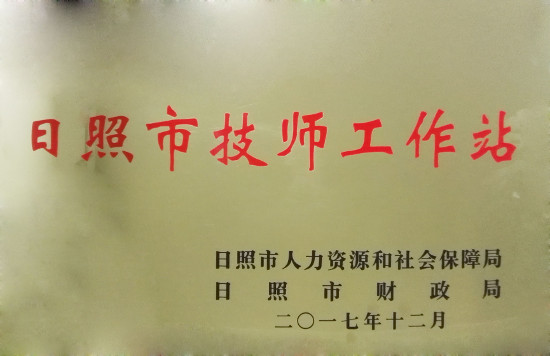 日照市技师工作站
日照市人力资源和社会保障局
日照市财政局
二〇一七年十二月